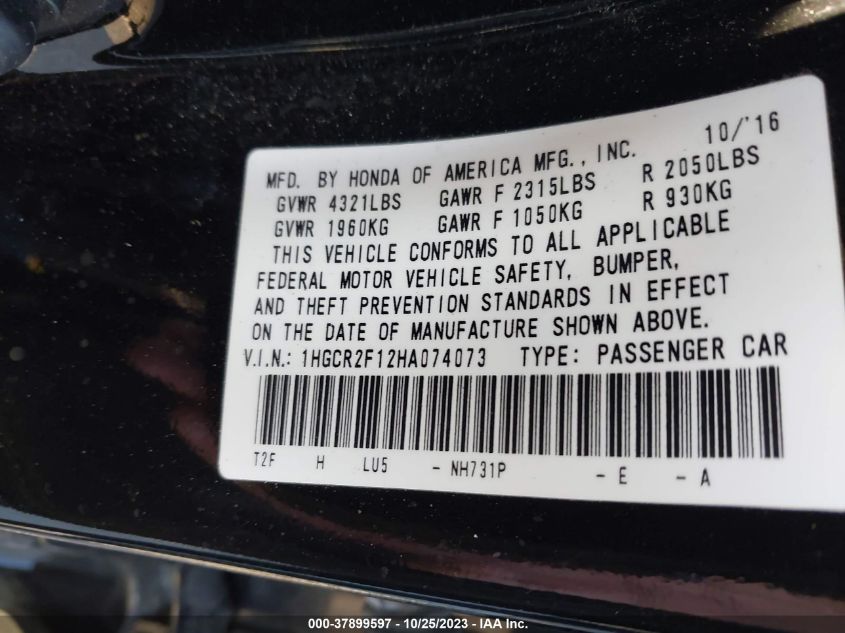 10/'16
MFD. BY HONDA OF AMERICA MFG., INC.
GVWR 4321LBS GAWR F 2315LBS R 2050LBS
GVWR 1960KG GAWR F 1050KG R 930KG
THIS VEHICLE CONFORMS TO ALL APPLICABLE
FEDERAL MOTOR VEHICLE SAFETY, BUMPER,
AND THEFT PREVENTION STANDARDS IN EFFECT
ON THE DATE OF MANUFACTURE SHOWN ABOVE.
V.I.N.: 1HGCR2F12HA074073 TYPE: PASSENGER CAR
T2F H LU5 - NH731P - E - A
000-37899597 - 10/25/2023 - IAA Inc.